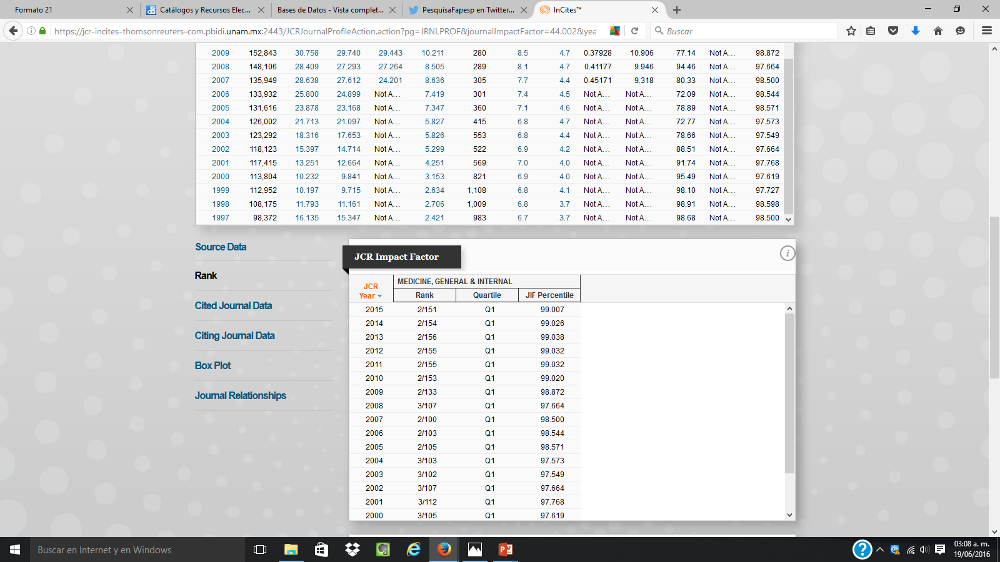 Formato 21
Catálogos y Recursos Elec...
Bases de Datos - Vista complet...
PesquisaFapesp en Twitter...
InCites™
https://jcr-incites-thomsonreuters-com.pbidi.unam.mx:2443/JCRJournalProfileAction.action?pg=JRNLPROF&journalImpactFactor=44.002&yea
Buscar
2009 152,843 30.758 29.740 29.443 10.211 280 8.5 4.7 0.37928 10.906 77.14 Not A... 98.872
2008 148,106 28.409 27.293 27.264 8.505 289 8.1 4.7 0.41177 9.946 94.46 Not A... 97.664
2007 135,949 28.638 27.612 24.201 8.636 305 7.7 4.4 0.45171 9.318 80.33 Not A... 98.500
2006 133,932 25.800 24.899 Not A... 7.419 301 7.4 4.5 Not A... Not A... 72.09 Not A... 98.544
2005 131,616 23.878 23.168 Not A... 7.347 360 7.1 4.6 Not A... Not A... 78.89 Not A... 98.571
2004 126,002 21.713 21.097 Not A... 5.827 415 6.8 4.7 Not A... Not A... 72.77 Not A... 97.573
2003 123,292 18.316 17.653 Not A... 5.826 553 6.8 4.4 Not A... Not A... 78.66 Not A... 97.549
2002 118,123 15.397 14.714 Not A... 5.299 522 6.9 4.2 Not A... Not A... 88.51 Not A... 97.664
2001 117,415 13.251 12.664 Not A... 4.251 569 7.0 4.0 Not A... Not A... 91.74 Not A... 97.768
2000 113,804 10.232 9.841 Not A... 3.153 821 6.9 4.0 Not A... Not A... 95.49 Not A... 97.619
1999 112,952 10.197 9.715 Not A... 2.634 1,108 6.8 4.1 Not A... Not A... 98.10 Not A... 97.727
1998 108,175 11.793 11.161 Not A... 2.706 1,009 6.8 3.7 Not A... Not A... 98.91 Not A... 98.598
1997 98,372 16.135 15.347 Not A... 2.421 983 6.7 3.7 Not A... Not A... 98.68 Not A... 98.500
Source Data
Rank
Cited Journal Data
Citing Journal Data
Box Plot
Journal Relationships
JCR Impact Factor
JCR Year
MEDICINE, GENERAL & INTERNAL
Rank Quartile JIF Percentile
2015 2/151 Q1 99.007
2014 2/154 Q1 99.026
2013 2/156 Q1 99.038
2012 2/155 Q1 99.032
2011 2/155 Q1 99.032
2010 2/153 Q1 99.020
2009 2/133 Q1 98.872
2008 3/107 Q1 97.664
2007 2/100 Q1 98.500
2006 2/103 Q1 98.544
2005 2/105 Q1 98.571
2004 3/103 Q1 97.573
2003 3/102 Q1 97.549
2002 3/107 Q1 97.664
2001 3/112 Q1 97.768
2000 3/105 Q1 97.619
Buscar en Internet y en Windows
03:08 a. m.
19/06/2016